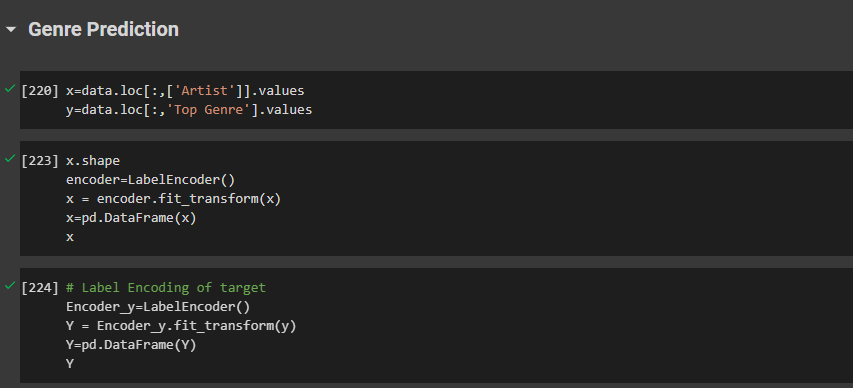 Genre Prediction
[220] x=data.loc[:,['Artist']].values
y=data.loc[:,'Top Genre'].values
[223] x.shape
encoder=LabelEncoder()
x = encoder.fit_transform(x)
x=pd.DataFrame(x)
x
[224] # Label Encoding of target
Encoder_y=LabelEncoder()
Y = Encoder_y.fit_transform(y)
Y=pd.DataFrame(Y)
Y